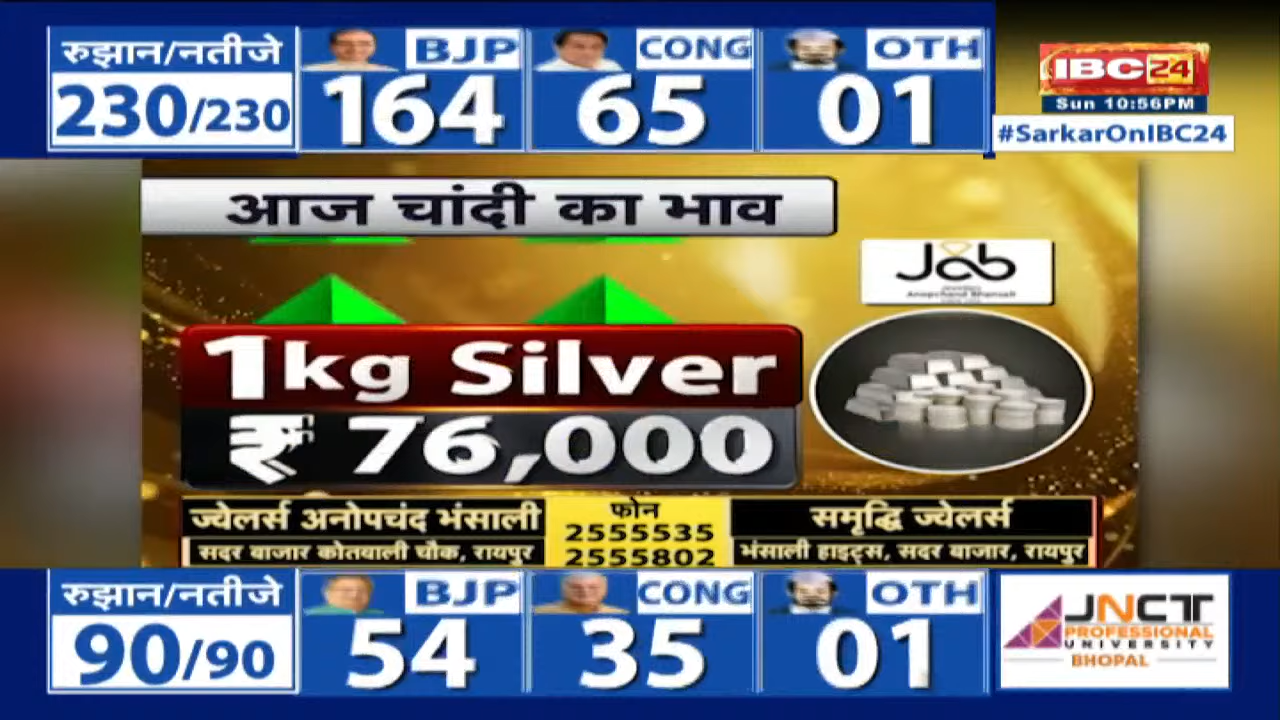 रुझान/नतीजे
230/230
BJP
164
CONG
65
OTH
01
IBC24
Sun 10:56PM
#SarkarOnIBC24
आज चांदी का भाव
Jab
Anopchand Bhansali
1kg Silver
₹ 76,000
ज्वेलर्स अनोपचंद भंसाली
सदर बाजार कोतवाली चौक, रायपुर
फोन
2555535
2555802
समृद्धि ज्वेलर्स
भंसाली हाइट्स, सदर बाजार, रायपुर
रुझान/नतीजे
90/90
BJP
54
CONG
35
OTH
01
JNCT
PROFESSIONAL
UNIVERSITY
BHOPAL